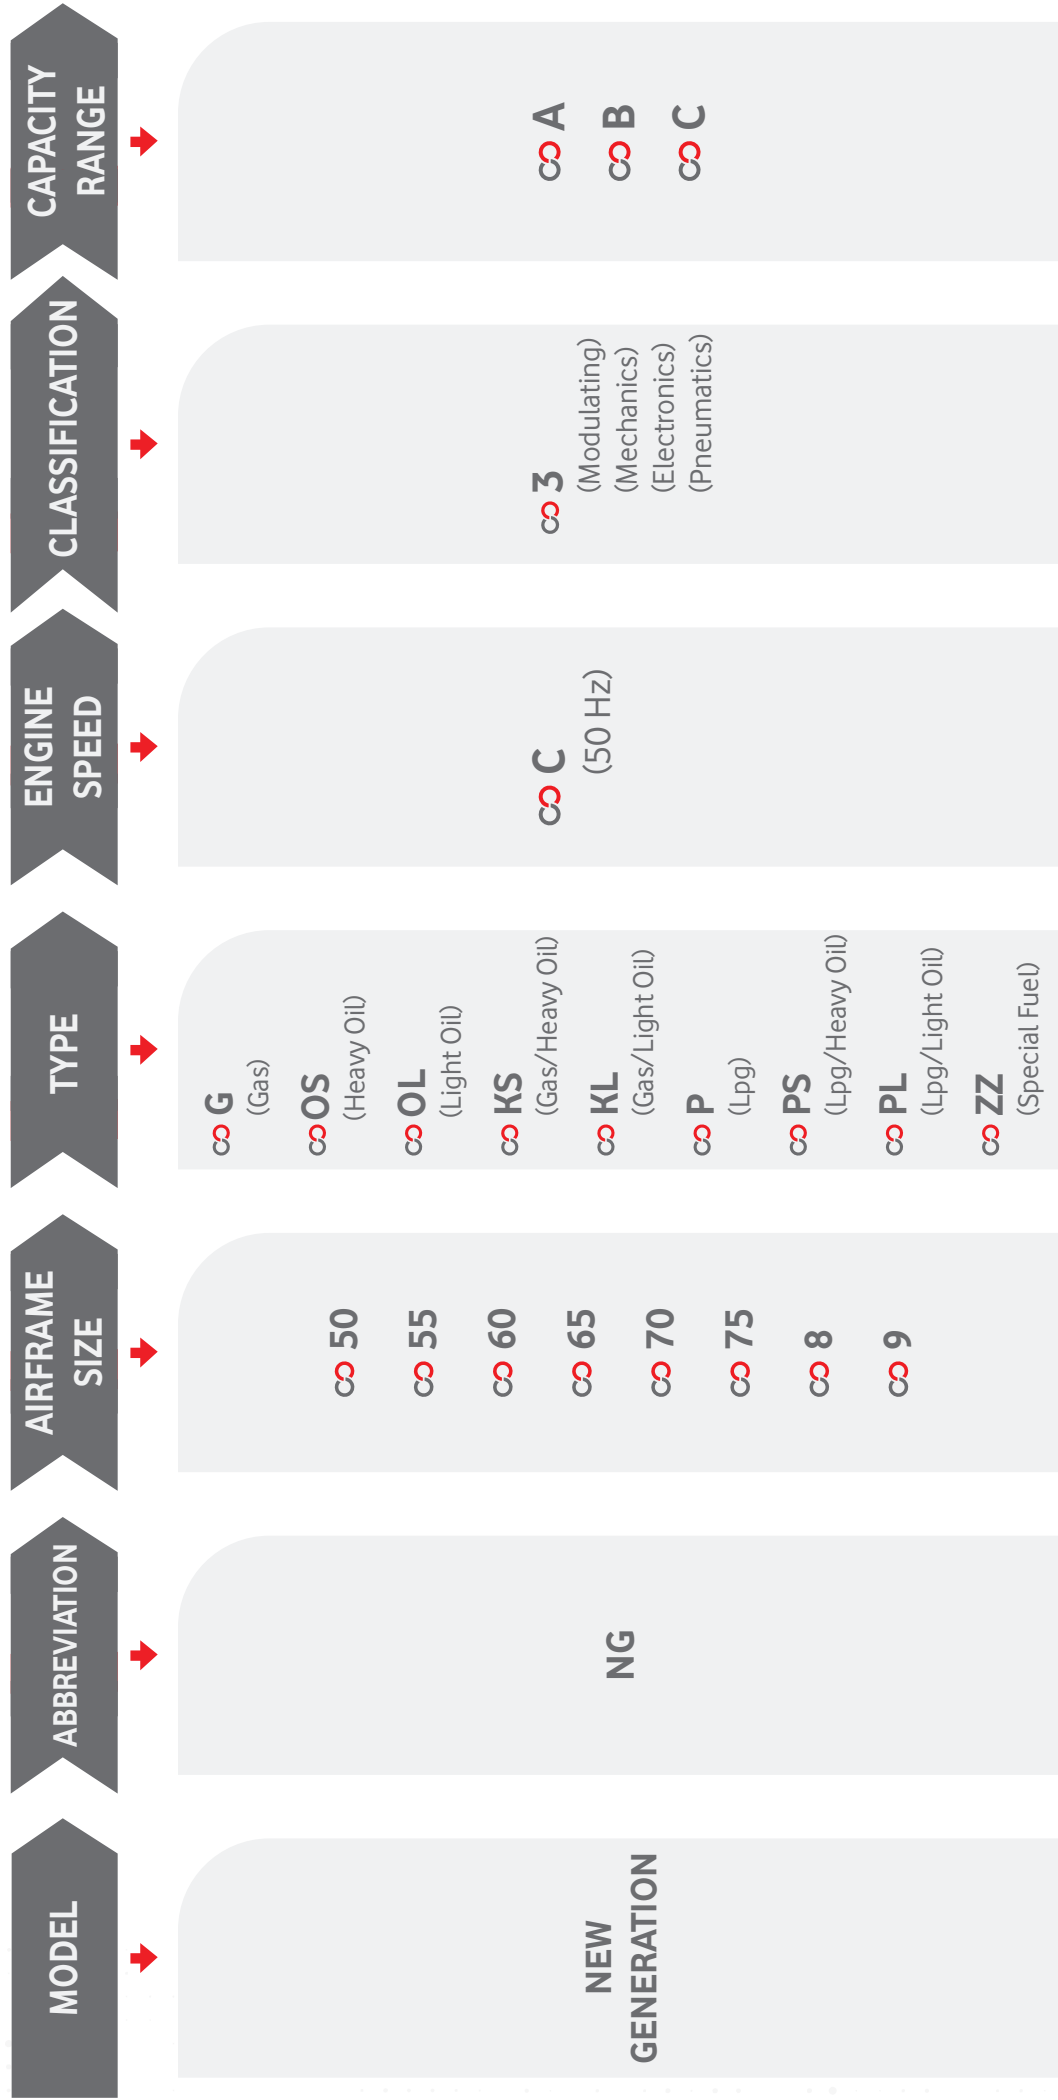 MODEL
NEW
GENERATION
ABBREVIATION
NG
AIRFRAME
SIZE
50
55
60
65
70
75
8
9
TYPE
G
(Gas)
OS
(Heavy Oil)
OL
(Light Oil)
KS
(Gas/Heavy Oil)
KL
(Gas/Light Oil)
P
(Lpg)
PS
(Lpg/Heavy Oil)
PL
(Lpg/Light Oil)
ZZ
(Special Fuel)
ENGINE
SPEED
C
(50 Hz)
CLASSIFICATION
3
(Modulating)
(Mechanics)
(Electronics)
(Pneumatics)
CAPACITY
RANGE
A
B
C